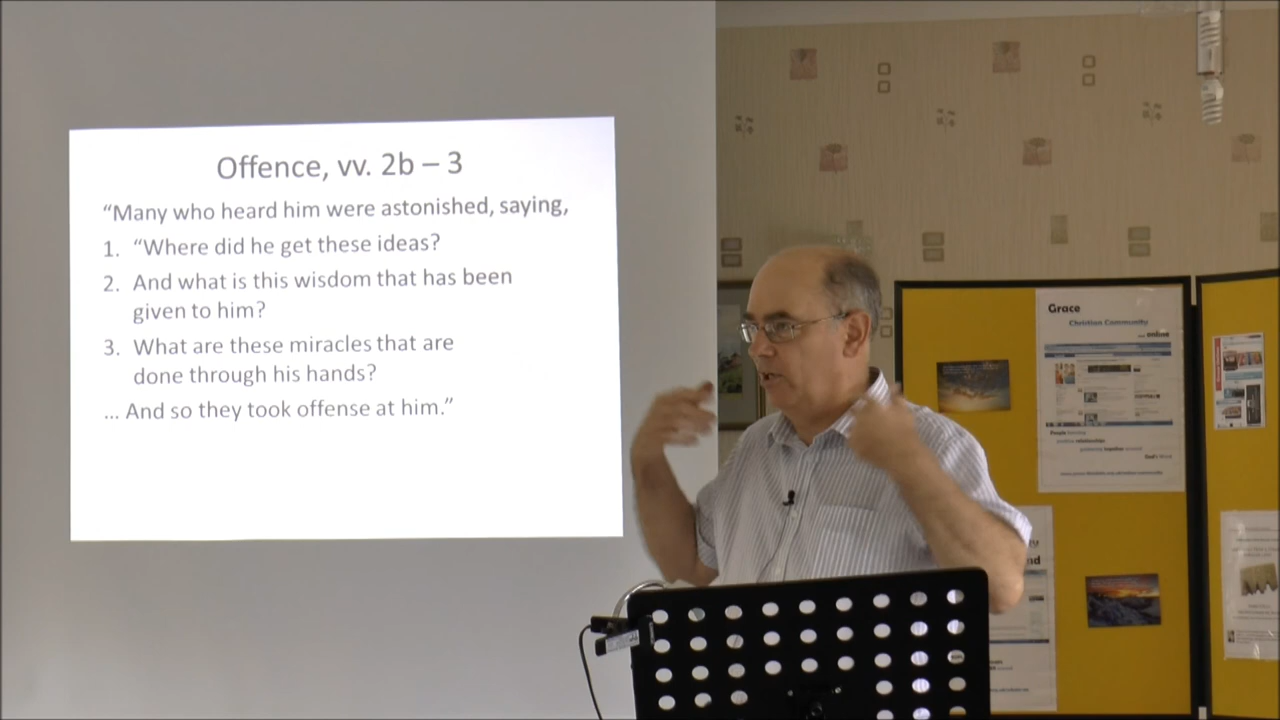 Offence, vv. 2b – 3
“Many who heard him were astonished, saying,
1. “Where did he get these ideas?
2. And what is this wisdom that has been
given to him?
3. What are these miracles that are
done through his hands?
... And so they took offense at him.”
Grace
Christian Community
online
God's Word